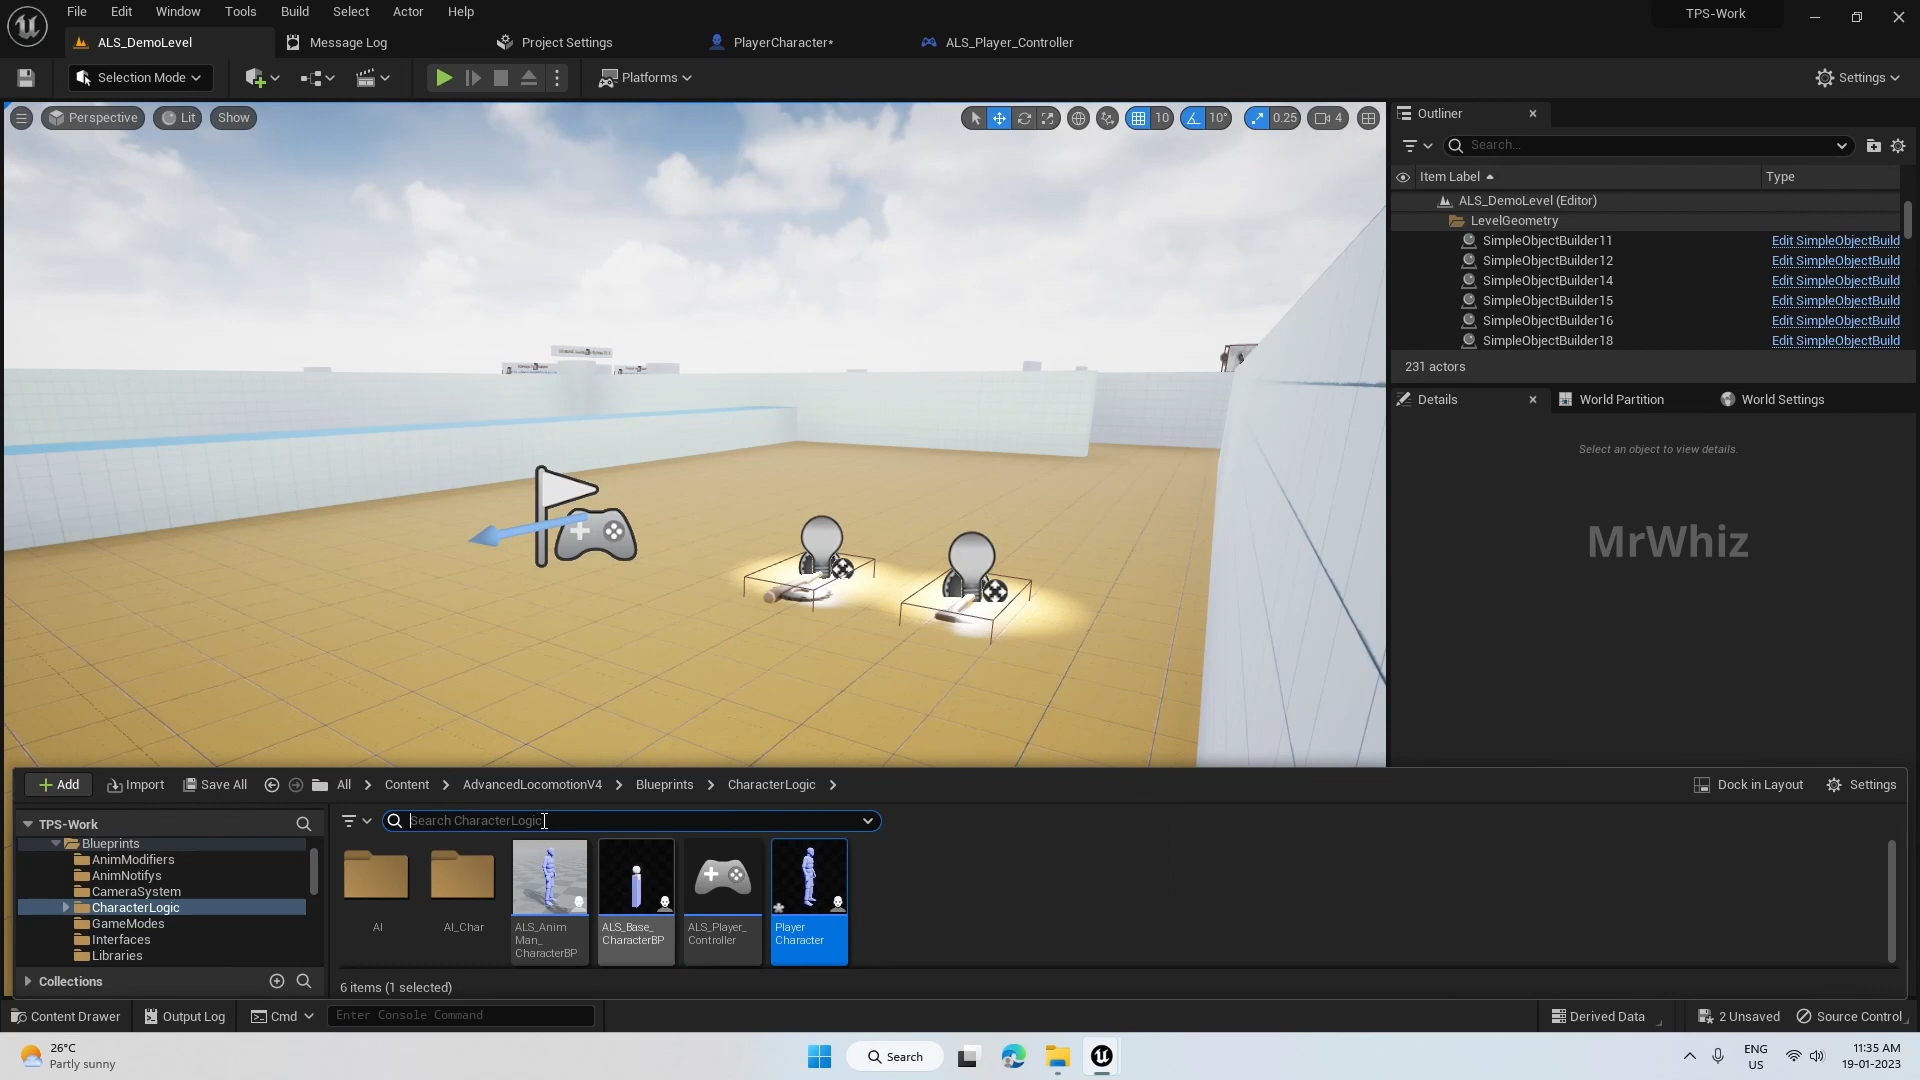 File Edit Window Tools Build Select Actor Help
TPS-Work
ALS_DemoLevel Message Log Project Settings PlayerCharacter* ALS_Player_Controller
Selection Mode Platforms Settings
Perspective Lit Show 10 10° 0.25 4
Outliner
Search...
Item Label Type
ALS_DemoLevel (Editor)
LevelGeometry
SimpleObjectBuilder11 Edit SimpleObjectBuild
SimpleObjectBuilder12 Edit SimpleObjectBuild
SimpleObjectBuilder14 Edit SimpleObjectBuild
SimpleObjectBuilder15 Edit SimpleObjectBuild
SimpleObjectBuilder16 Edit SimpleObjectBuild
SimpleObjectBuilder18 Edit SimpleObjectBuild
231 actors
Details World Partition World Settings
Select an object to view details.
MrWhiz
Add Import Save All All Content AdvancedLocomotionV4 Blueprints CharacterLogic Dock in Layout Settings
TPS-Work
Blueprints
AnimModifiers
AnimNotifys
CameraSystem
CharacterLogic
GameModes
Interfaces
Libraries
Collections
Search CharacterLogic
AI
AI_Char
ALS_Anim
Man_
CharacterBP
ALS_Base_
CharacterBP
ALS_Player_
Controller
Player
Character
6 items (1 selected)
Content Drawer Output Log Cmd Enter Console Command Derived Data 2 Unsaved Source Control
26°C
Partly sunny
Search
ENG
US
11:35 AM
19-01-2023